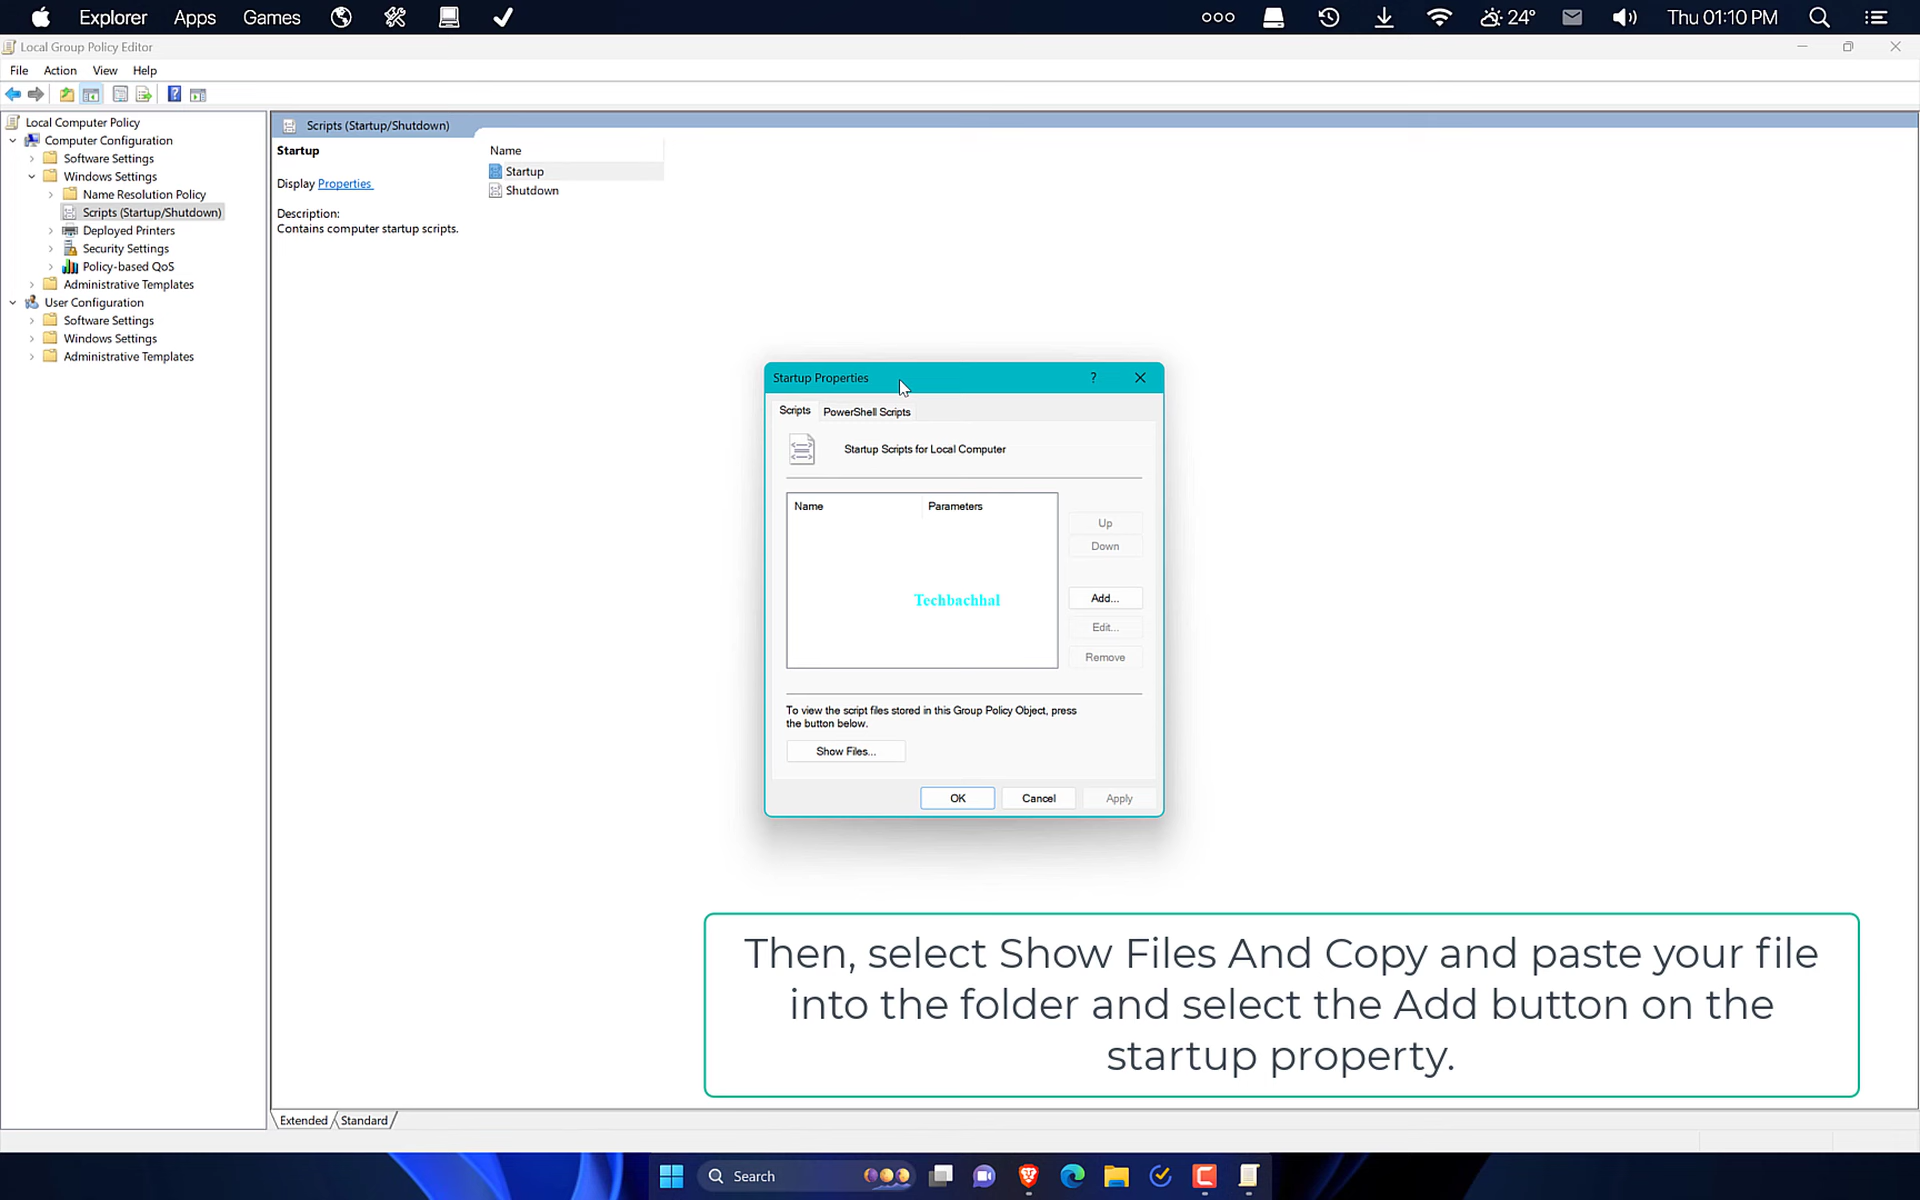 Explorer Apps Games 24° Thu 01:10 PM
Local Group Policy Editor
File Action View Help
Local Computer Policy
Computer Configuration
Software Settings
Windows Settings
Name Resolution Policy
Scripts (Startup/Shutdown)
Deployed Printers
Security Settings
Policy-based QoS
Administrative Templates
User Configuration
Software Settings
Windows Settings
Administrative Templates
Scripts (Startup/Shutdown)
Startup
Display Properties
Description:
Contains computer startup scripts.
Name
Startup
Shutdown
Startup Properties ?
Scripts PowerShell Scripts
Startup Scripts for Local Computer
Name Parameters
Up
Down
Techbachhal
Add...
Edit...
Remove
To view the script files stored in this Group Policy Object, press
the button below.
Show Files...
OK Cancel Apply
Then, select Show Files And Copy and paste your file
into the folder and select the Add button on the
startup property.
Extended Standard
Search